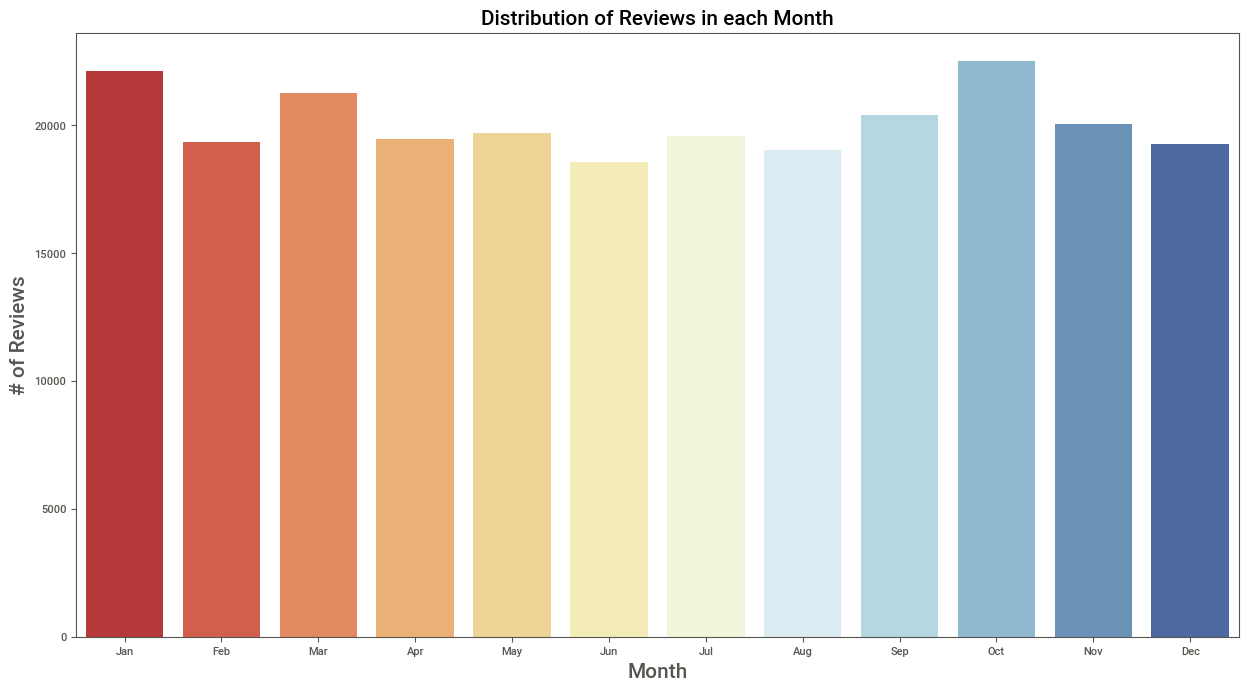 Distribution of Reviews in each Month
# of Reviews
20000
15000
10000
5000
0
Jan Feb Mar Apr May Jun Jul Aug Sep Oct Nov Dec
Month